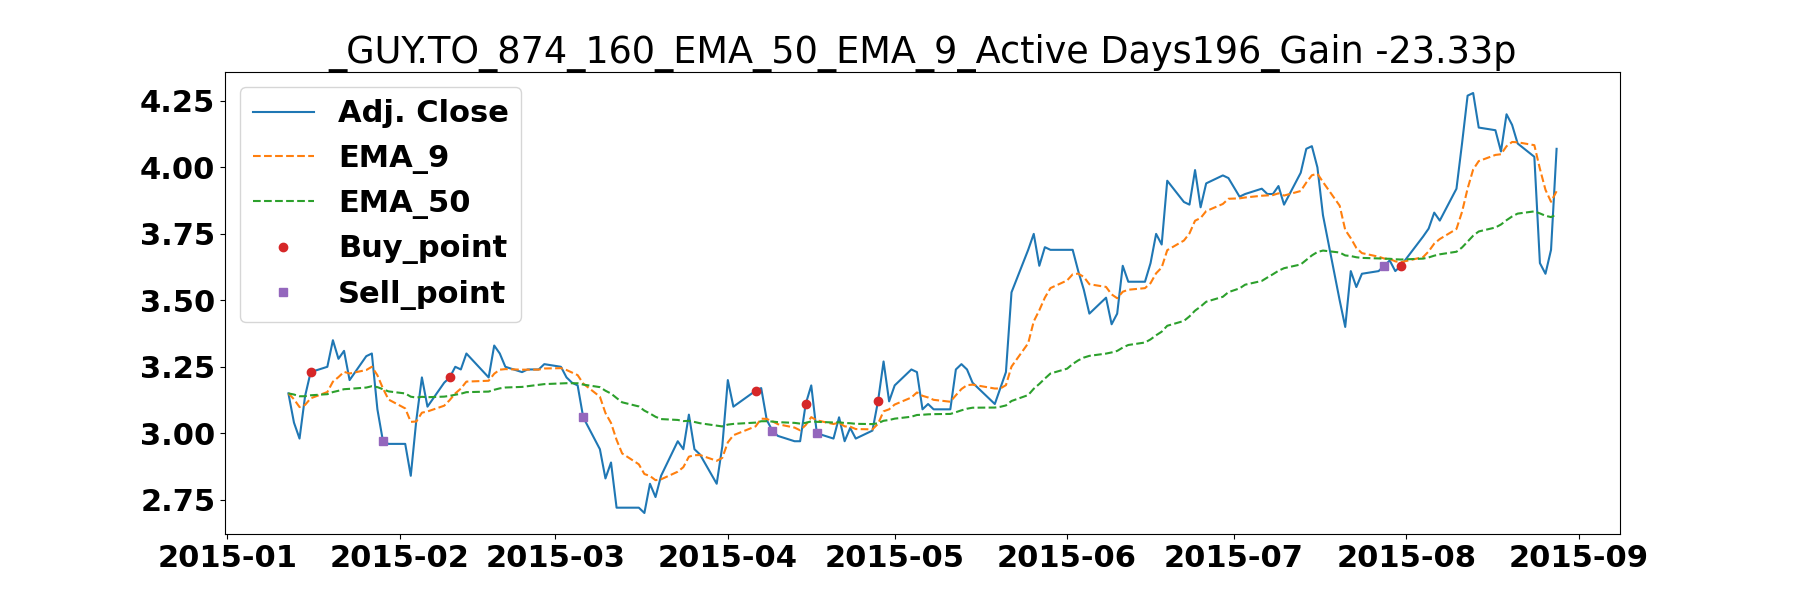 _GUY.TO_874_160_EMA_50_EMA_9_Active Days196_Gain -23.33p
4.25
4.00
3.75
3.50
3.25
3.00
2.75
Adj. Close
EMA_9
EMA_50
Buy_point
Sell_point
2015-01 2015-02 2015-03 2015-04 2015-05 2015-06 2015-07 2015-08 2015-09